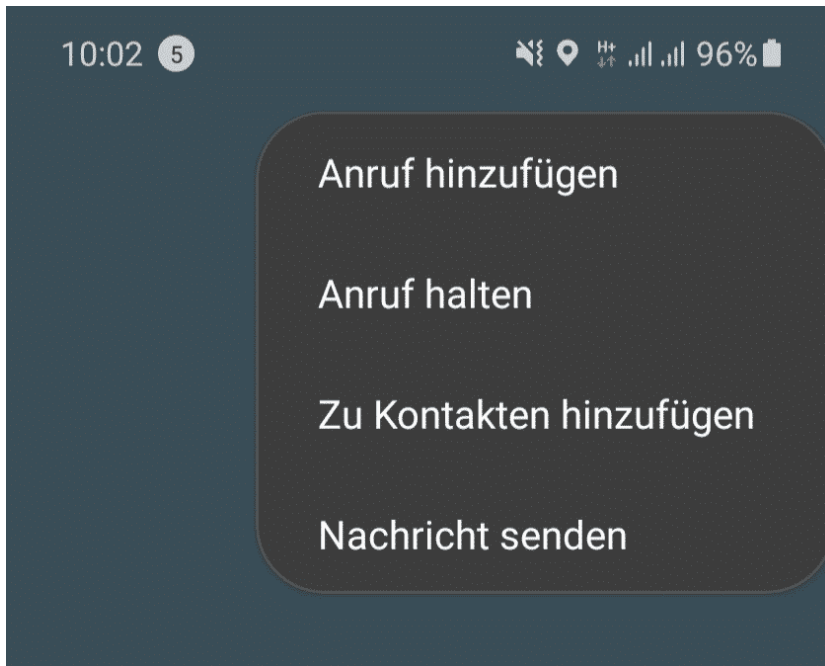 10:02 5 H+ 96%
Anruf hinzufügen
Anruf halten
Zu Kontakten hinzufügen
Nachricht senden